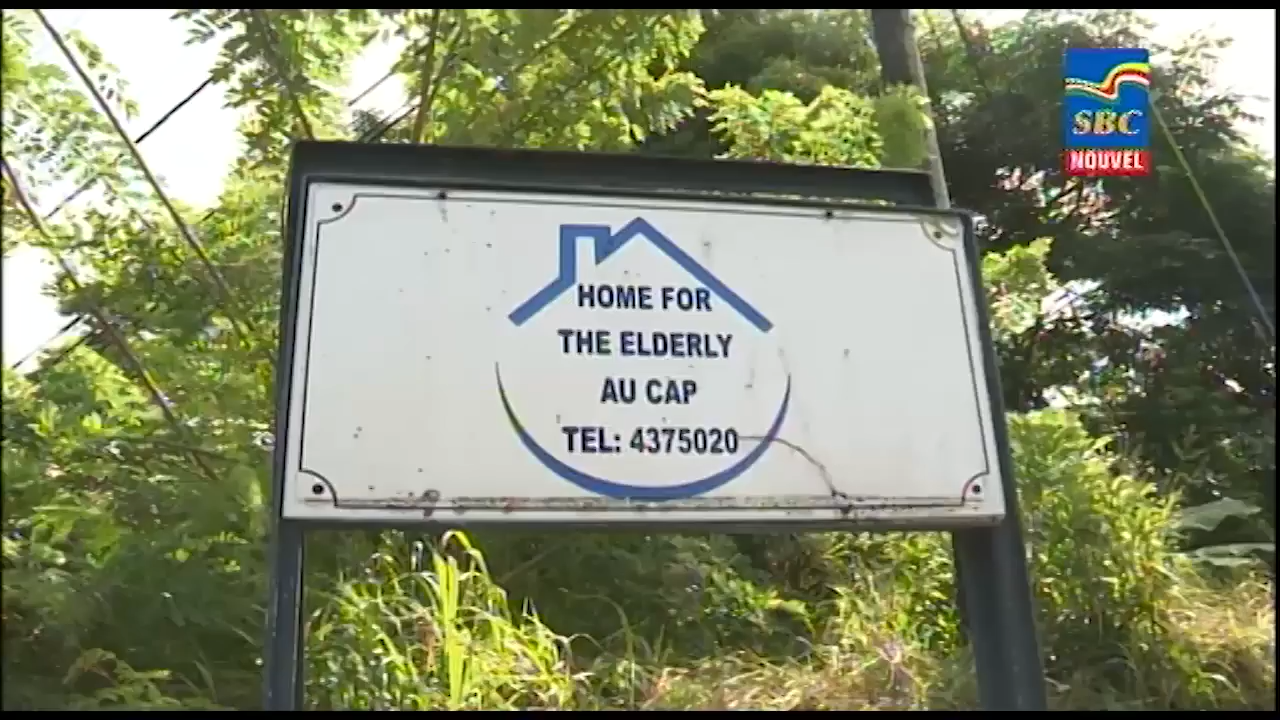 SBC
NOUVEL
HOME FOR
THE ELDERLY
AU CAP
TEL: 4375020